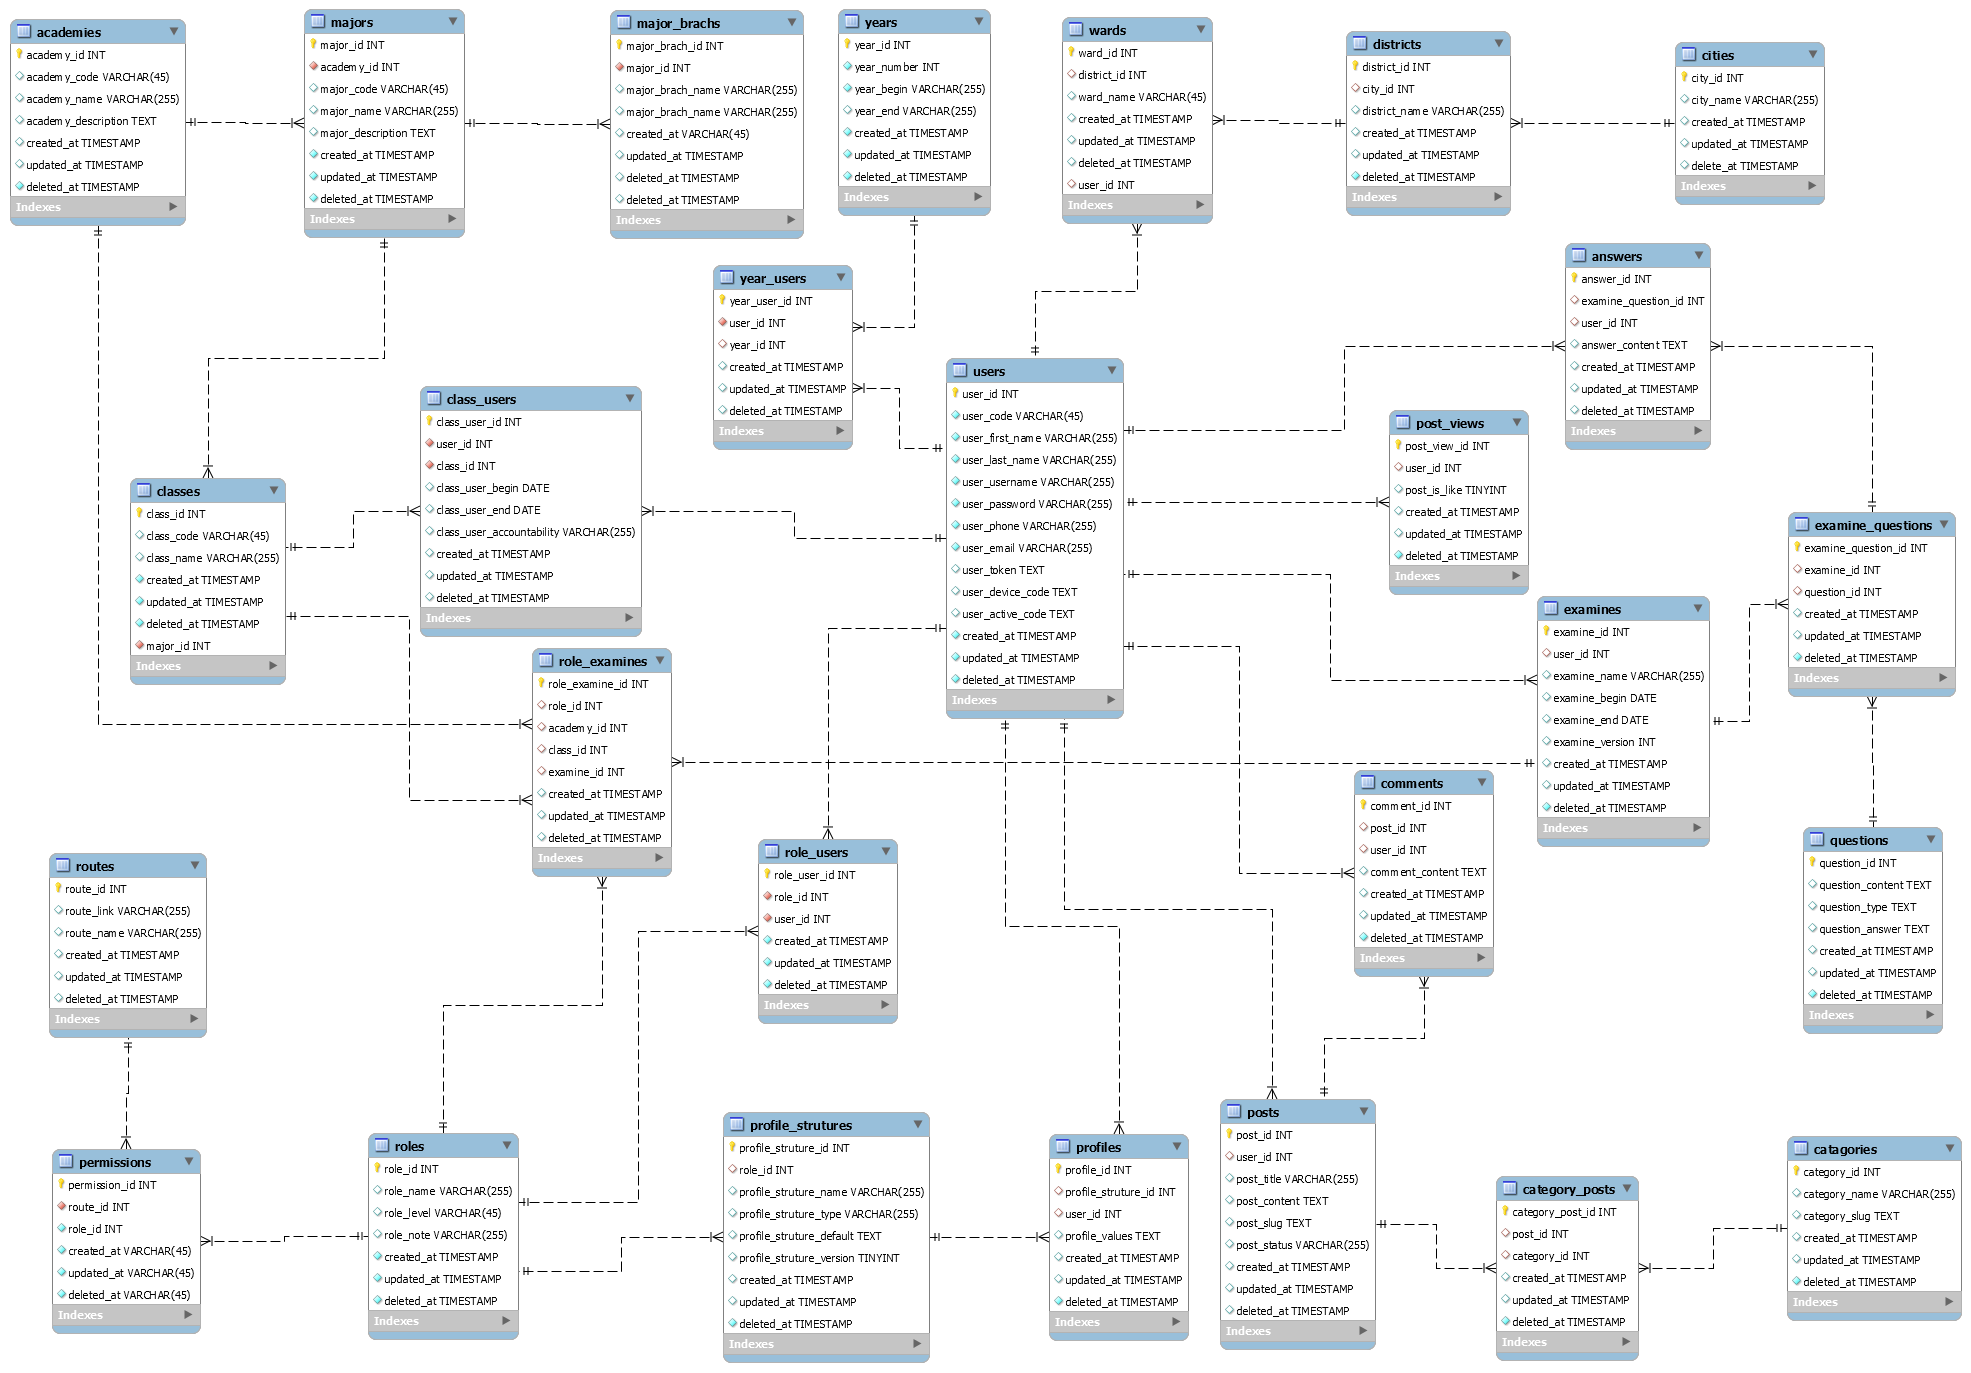 academies
academy_id INT
academy_code VARCHAR(45)
academy_name VARCHAR(255)
academy_description TEXT
created_at TIMESTAMP
updated_at TIMESTAMP
deleted_at TIMESTAMP
Indexes
majors
major_id INT
academy_id INT
major_code VARCHAR(45)
major_name VARCHAR(255)
major_description TEXT
created_at TIMESTAMP
updated_at TIMESTAMP
deleted_at TIMESTAMP
Indexes
major_brachs
major_brach_id INT
major_id INT
major_brach_name VARCHAR(255)
major_brach_name VARCHAR(255)
created_at VARCHAR(45)
updated_at TIMESTAMP
deleted_at TIMESTAMP
deleted_at TIMESTAMP
Indexes
years
year_id INT
year_number INT
year_begin VARCHAR(255)
year_end VARCHAR(255)
created_at TIMESTAMP
updated_at TIMESTAMP
deleted_at TIMESTAMP
Indexes
wards
ward_id INT
district_id INT
ward_name VARCHAR(45)
created_at TIMESTAMP
updated_at TIMESTAMP
deleted_at TIMESTAMP
user_id INT
Indexes
districts
district_id INT
city_id INT
district_name VARCHAR(255)
created_at TIMESTAMP
updated_at TIMESTAMP
deleted_at TIMESTAMP
Indexes
cities
city_id INT
city_name VARCHAR(255)
created_at TIMESTAMP
updated_at TIMESTAMP
delete_at TIMESTAMP
Indexes
year_users
year_user_id INT
user_id INT
year_id INT
created_at TIMESTAMP
updated_at TIMESTAMP
deleted_at TIMESTAMP
Indexes
answers
answer_id INT
examine_question_id INT
user_id INT
answer_content TEXT
created_at TIMESTAMP
updated_at TIMESTAMP
deleted_at TIMESTAMP
Indexes
users
user_id INT
user_code VARCHAR(45)
user_first_name VARCHAR(255)
user_last_name VARCHAR(255)
user_username VARCHAR(255)
user_password VARCHAR(255)
user_phone VARCHAR(255)
user_email VARCHAR(255)
user_token TEXT
user_device_code TEXT
user_active_code TEXT
created_at TIMESTAMP
updated_at TIMESTAMP
deleted_at TIMESTAMP
Indexes
class_users
class_user_id INT
user_id INT
class_id INT
class_user_begin DATE
class_user_end DATE
class_user_accountability VARCHAR(255)
created_at TIMESTAMP
updated_at TIMESTAMP
deleted_at TIMESTAMP
Indexes
post_views
post_view_id INT
user_id INT
post_is_like TINYINT
created_at TIMESTAMP
updated_at TIMESTAMP
deleted_at TIMESTAMP
Indexes
classes
class_id INT
class_code VARCHAR(45)
class_name VARCHAR(255)
created_at TIMESTAMP
updated_at TIMESTAMP
deleted_at TIMESTAMP
major_id INT
Indexes
examine_questions
examine_question_id INT
examine_id INT
question_id INT
created_at TIMESTAMP
updated_at TIMESTAMP
deleted_at TIMESTAMP
Indexes
examines
examine_id INT
user_id INT
examine_name VARCHAR(255)
examine_begin DATE
examine_end DATE
examine_version INT
created_at TIMESTAMP
updated_at TIMESTAMP
deleted_at TIMESTAMP
Indexes
role_examines
role_examine_id INT
role_id INT
academy_id INT
class_id INT
examine_id INT
created_at TIMESTAMP
updated_at TIMESTAMP
deleted_at TIMESTAMP
Indexes
comments
comment_id INT
post_id INT
user_id INT
comment_content TEXT
created_at TIMESTAMP
updated_at TIMESTAMP
deleted_at TIMESTAMP
Indexes
questions
question_id INT
question_content TEXT
question_type TEXT
question_answer TEXT
created_at TIMESTAMP
updated_at TIMESTAMP
deleted_at TIMESTAMP
Indexes
role_users
role_user_id INT
role_id INT
user_id INT
created_at TIMESTAMP
updated_at TIMESTAMP
deleted_at TIMESTAMP
Indexes
routes
route_id INT
route_link VARCHAR(255)
route_name VARCHAR(255)
created_at TIMESTAMP
updated_at TIMESTAMP
deleted_at TIMESTAMP
Indexes
permissions
permission_id INT
route_id INT
role_id INT
created_at VARCHAR(45)
updated_at VARCHAR(45)
deleted_at VARCHAR(45)
Indexes
roles
role_id INT
role_name VARCHAR(255)
role_level VARCHAR(45)
role_note VARCHAR(255)
created_at TIMESTAMP
updated_at TIMESTAMP
deleted_at TIMESTAMP
Indexes
profile_strutures
profile_struture_id INT
role_id INT
profile_struture_name VARCHAR(255)
profile_struture_type VARCHAR(255)
profile_struture_default TEXT
profile_struture_version TINYINT
created_at TIMESTAMP
updated_at TIMESTAMP
deleted_at TIMESTAMP
Indexes
profiles
profile_id INT
profile_struture_id INT
user_id INT
profile_values TEXT
created_at TIMESTAMP
updated_at TIMESTAMP
deleted_at TIMESTAMP
Indexes
posts
post_id INT
user_id INT
post_title VARCHAR(255)
post_content TEXT
post_slug TEXT
post_status VARCHAR(255)
created_at TIMESTAMP
updated_at TIMESTAMP
deleted_at TIMESTAMP
Indexes
category_posts
category_post_id INT
post_id INT
category_id INT
created_at TIMESTAMP
updated_at TIMESTAMP
deleted_at TIMESTAMP
Indexes
catagories
category_id INT
category_name VARCHAR(255)
category_slug TEXT
created_at TIMESTAMP
updated_at TIMESTAMP
deleted_at TIMESTAMP
Indexes